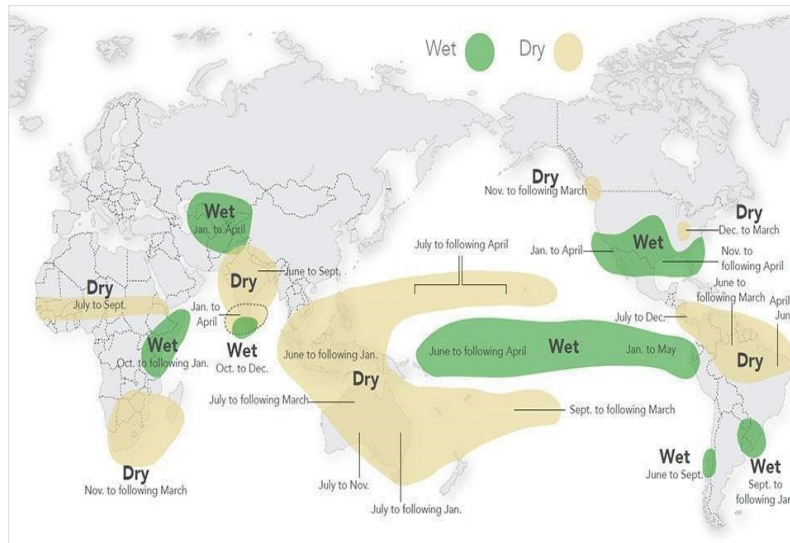 Wet
Dry
Dry
Nov. to following March
Wet
Jan. to April
Dry
Dec. to March
July to following April
Jan. to April
Wet
Nov. to
following April
Dry
June to Sept.
Dry
July to Sept.
Jan. to
April
June to
following March
April
Jun
July to Dec.
Wet
Oct. to following Jan.
Wet
Oct. to Dec.
June to following Jan.
Dry
June to following April
Wet
Jan. to May
Dry
July to following March
Sept. to following March
Dry
Nov. to following March
July to Nov.
July to following Jan.
Wet
June to Sept.
Wet
Sept. to
following Jan